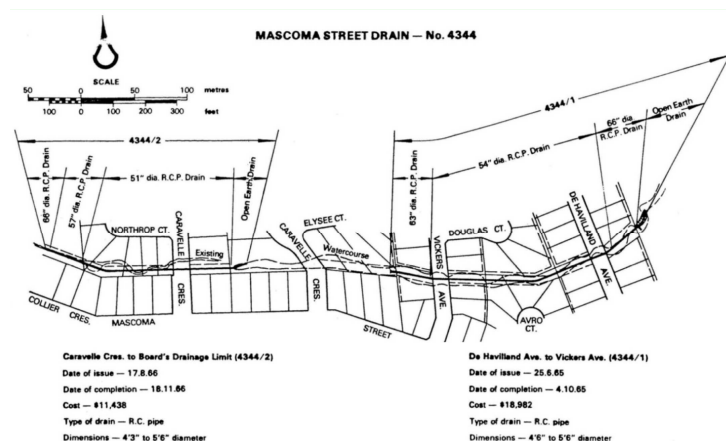 MASCOMA STREET DRAIN — No. 4344
SCALE
50 0 50 100 metres
100 0 100 200 300 feet
4344/2
4344/1
66" dia. R.C.P. Drain
57" dia. R.C.P. Drain
51" dia. R.C.P. Drain
Open Earth Drain
63" dia. R.C.P. Drain
54" dia. R.C.P. Drain
66" dia R.C.P. Drain
Open Earth Drain
NORTHROP CT.
CARAVELLE CRES.
Existing
CARAVELLE CRES.
ELYSEE CT.
Watercourse
VICKERS AVE.
DOUGLAS CT.
DE HAVILLAND AVE.
AVRO CT.
COLLIER CRES.
MASCOMA STREET
Caravelle Cres. to Board's Drainage Limit (4344/2)
Date of issue — 17.8.66
Date of completion — 18.11.66
Cost — $11,438
Type of drain — R.C. pipe
Dimensions — 4'3" to 5'6" diameter
De Havilland Ave. to Vickers Ave. (4344/1)
Date of issue — 25.6.65
Date of completion — 4.10.65
Cost — $18,982
Type of drain — R.C. pipe
Dimensions — 4'6" to 5'6" diameter